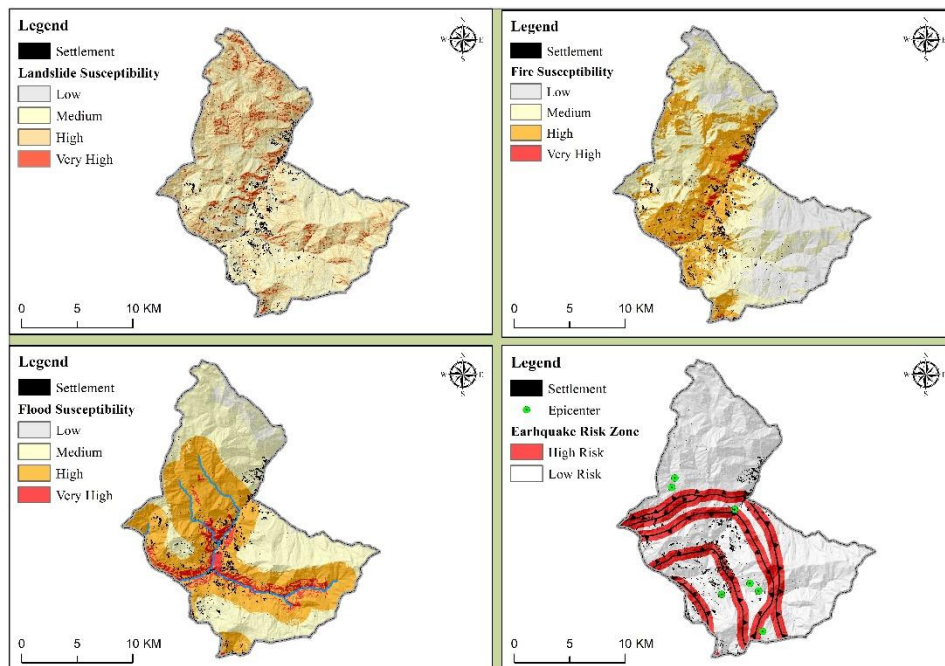 Legend
Settlement
Landslide Susceptibility
Low
Medium
High
Very High
N
W E
S
0 5 10 KM
Legend
Settlement
Fire Susceptibility
Low
Medium
High
Very High
N
W E
S
0 5 10 KM
Legend
Settlement
Flood Susceptibility
Low
Medium
High
Very High
N
W E
S
0 5 10 KM
Legend
Settlement
Epicenter
Earhquake Risk Zone
High Risk
Low Risk
N
W E
S
0 5 10 KM